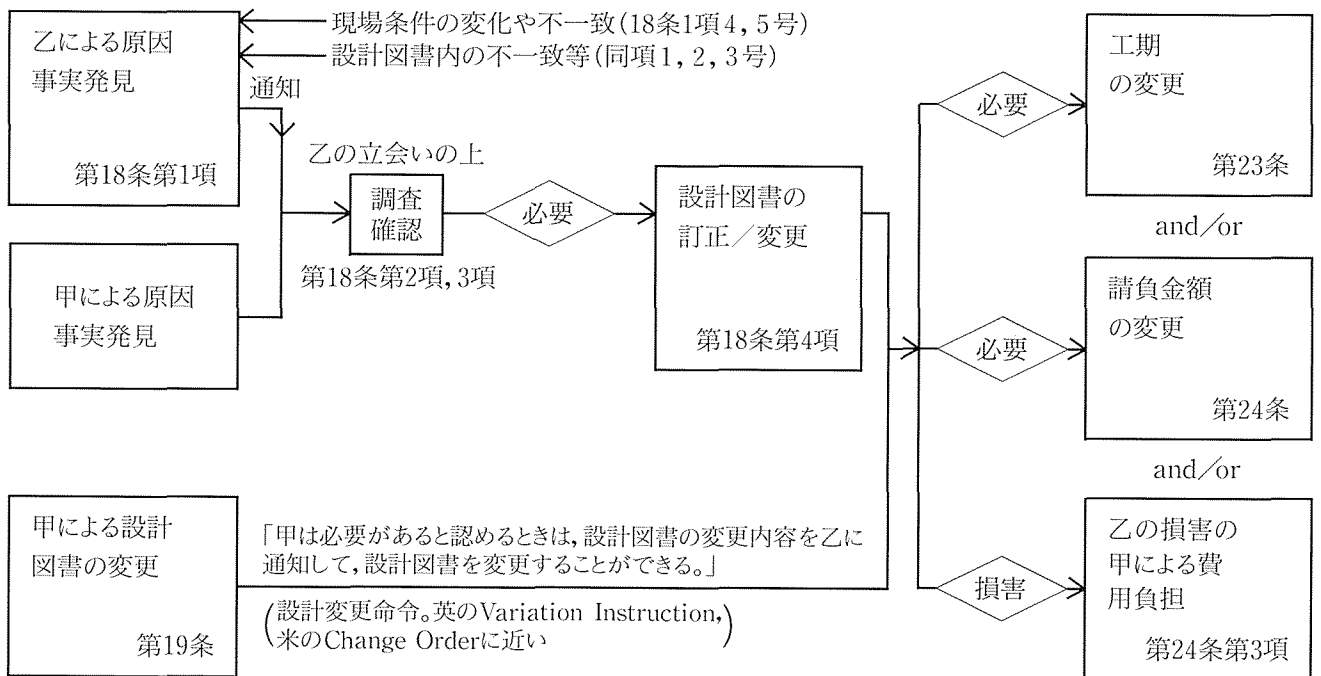 乙による原因
事実発見
第18条第1項
現場条件の変化や不一致(18条1項4, 5号)
設計図書内の不一致等(同項1, 2, 3号)
通知
甲による原因
事実発見
乙の立会いの上
調査
確認
第18条第2項, 3項
必要
設計図書の
訂正／変更
第18条第4項
甲による設計
図書の変更
第19条
「甲は必要があると認めるときは, 設計図書の変更内容を乙に
通知して, 設計図書を変更することができる。」
(設計変更命令。英のVariation Instruction,
米のChange Orderに近い)
必要
工期
の変更
第23条
and/or
必要
請負金額
の変更
第24条
and/or
損害
乙の損害の
甲による費
用負担
第24条第3項